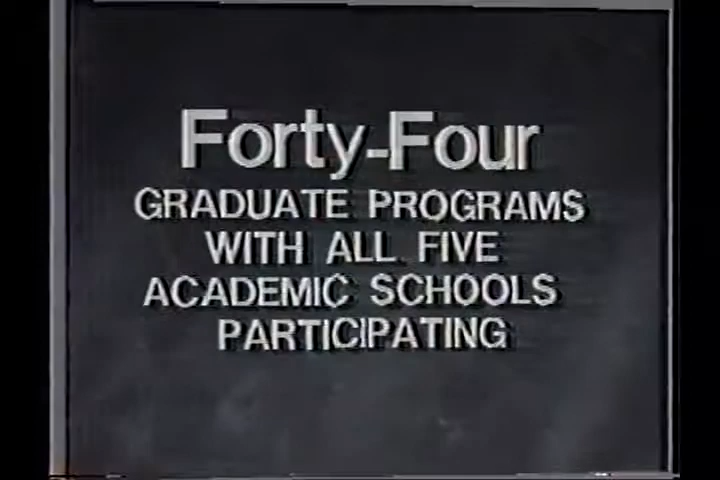 Forty-Four
GRADUATE PROGRAMS
WITH ALL FIVE
ACADEMIC SCHOOLS
PARTICIPATING